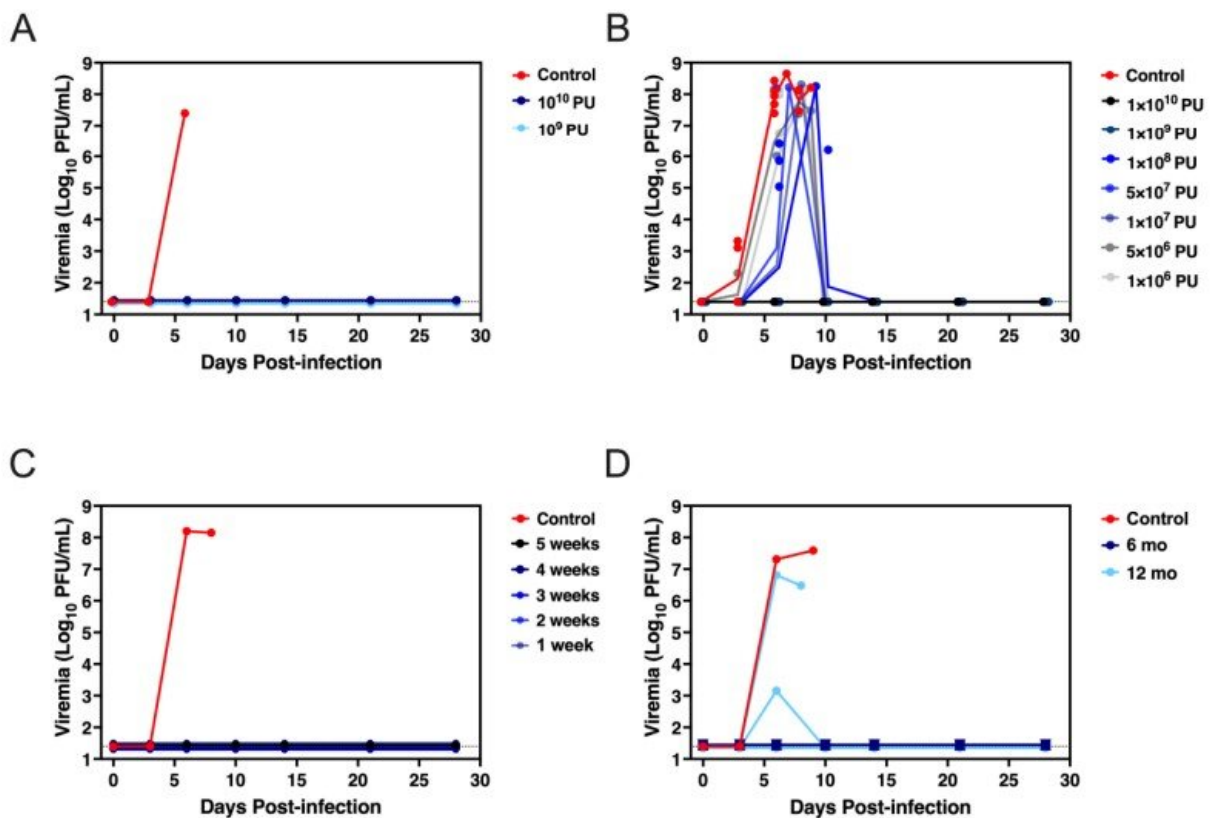 A
Viremia (Log10 PFU/mL)
9
8
7
6
5
4
3
2
1
0 5 10 15 20 25 30
Days Post-infection
Control
10^10 PU
10^9 PU
B
Viremia (Log10 PFU/mL)
9
8
7
6
5
4
3
2
1
0 5 10 15 20 25 30
Days Post-infection
Control
1×10^10 PU
1×10^9 PU
1×10^8 PU
5×10^7 PU
1×10^7 PU
5×10^6 PU
1×10^6 PU
C
Viremia (Log10 PFU/mL)
9
8
7
6
5
4
3
2
1
0 5 10 15 20 25 30
Days Post-infection
Control
5 weeks
4 weeks
3 weeks
2 weeks
1 week
D
Viremia (Log10 PFU/mL)
9
8
7
6
5
4
3
2
1
0 5 10 15 20 25 30
Days Post-infection
Control
6 mo
12 mo